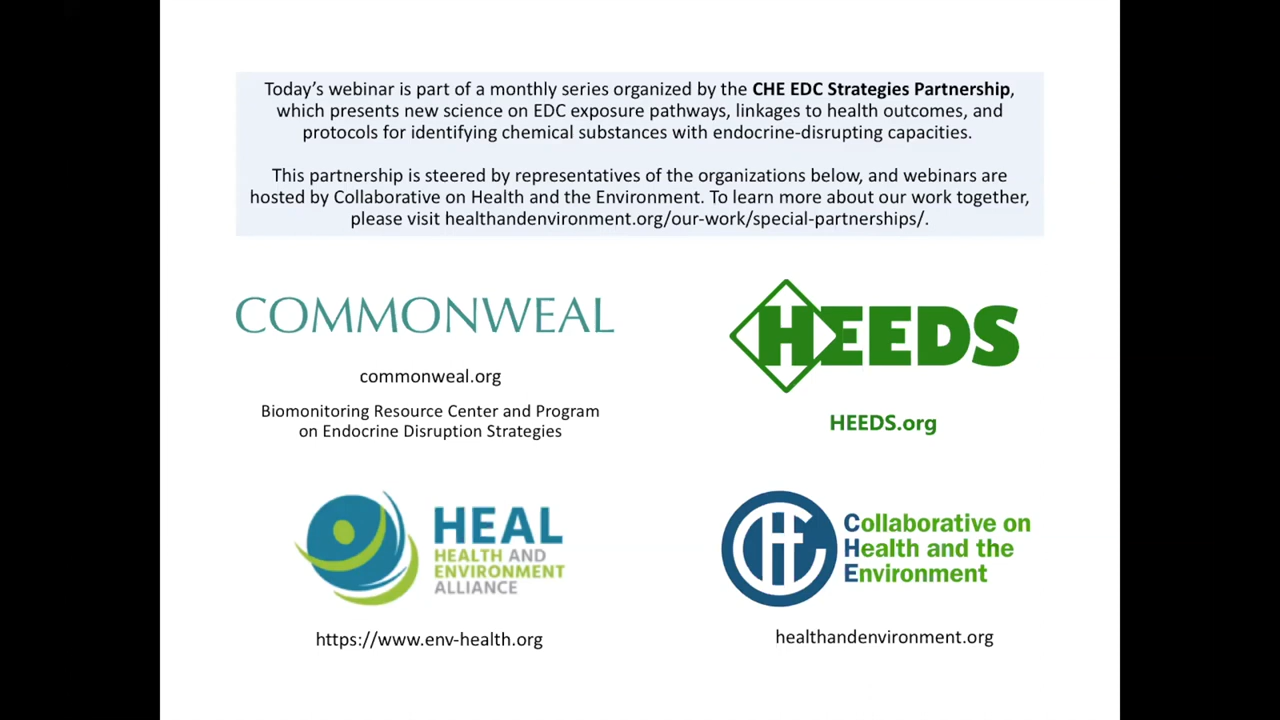 Today’s webinar is part of a monthly series organized by the CHE EDC Strategies Partnership,
which presents new science on EDC exposure pathways, linkages to health outcomes, and
protocols for identifying chemical substances with endocrine-disrupting capacities.
This partnership is steered by representatives of the organizations below, and webinars are
hosted by Collaborative on Health and the Environment. To learn more about our work together,
please visit healthandenvironment.org/our-work/special-partnerships/.
COMMONWEAL
commonweal.org
Biomonitoring Resource Center and Program
on Endocrine Disruption Strategies
HEEDS
HEEDS.org
HEAL
HEALTH AND
ENVIRONMENT
ALLIANCE
https://www.env-health.org
CHE
Collaborative on
Health and the
Environment
healthandenvironment.org